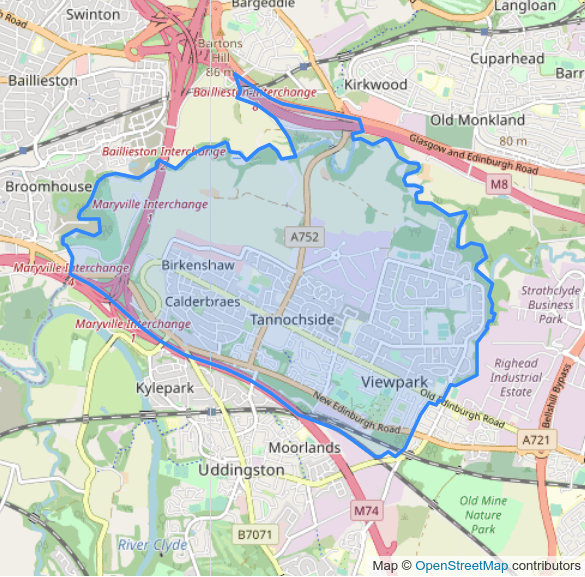 Swinton
Bargeddie
Langloan
Bartons
Hill
86 m
Cuparhead
Baillieston
Kirkwood
Barr
Baillieston Interchange
8
Old Monkland
80 m
Glasgow and Edinburgh Road
Baillieston Interchange
2
M8
Broomhouse
Maryville Interchange
1
A752
Maryville Interchange
4
Birkenshaw
Calderbraes
Strathclyde
Business
Park
Maryville Interchange
1
Tannochside
Righead
Industrial
Estate
Bellshill Bypass
Kylepark
Viewpark
Old Edinburgh Road
New Edinburgh Road
A721
Moorlands
Uddingston
M74
Old Mine
Nature
Park
B7071
River Clyde
Map © OpenStreetMap contributors